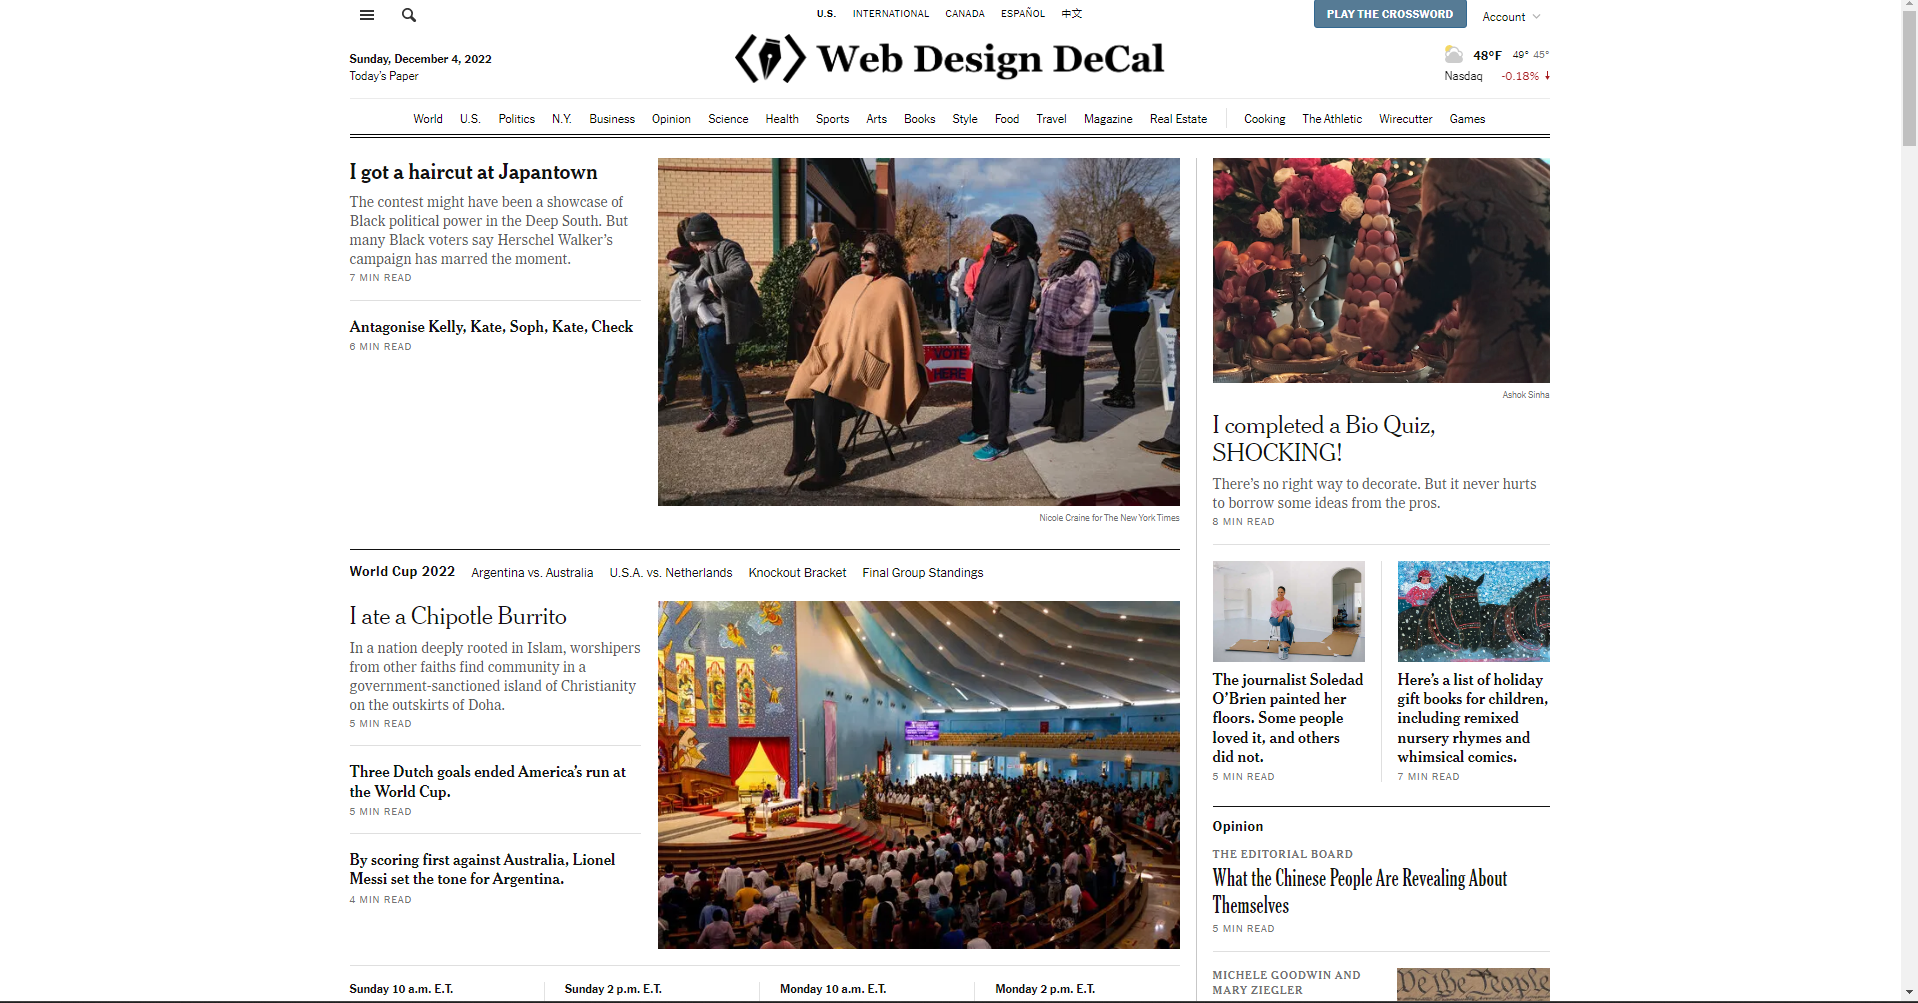 U.S. INTERNATIONAL CANADA ESPAÑOL 中文
PLAY THE CROSSWORD
Account
Sunday, December 4, 2022
Today's Paper
Web Design DeCal
48°F 49° 45°
Nasdaq -0.18%
World U.S. Politics N.Y. Business Opinion Science Health Sports Arts Books Style Food Travel Magazine Real Estate Cooking The Athletic Wirecutter Games
I got a haircut at Japantown
The contest might have been a showcase of
Black political power in the Deep South. But
many Black voters say Herschel Walker's
campaign has marred the moment.
7 MIN READ
Antagonise Kelly, Kate, Soph, Kate, Check
6 MIN READ
VOTE
HERE
Nicole Craine for The New York Times
World Cup 2022 Argentina vs. Australia U.S.A. vs. Netherlands Knockout Bracket Final Group Standings
I ate a Chipotle Burrito
In a nation deeply rooted in Islam, worshipers
from other faiths find community in a
government-sanctioned island of Christianity
on the outskirts of Doha.
5 MIN READ
Three Dutch goals ended America's run at
the World Cup.
5 MIN READ
By scoring first against Australia, Lionel
Messi set the tone for Argentina.
4 MIN READ
Sunday 10 a.m. E.T. Sunday 2 p.m. E.T. Monday 10 a.m. E.T. Monday 2 p.m. E.T.
Ashok Sinha
I completed a Bio Quiz,
SHOCKING!
There's no right way to decorate. But it never hurts
to borrow some ideas from the pros.
8 MIN READ
The journalist Soledad
O'Brien painted her
floors. Some people
loved it, and others
did not.
5 MIN READ
Here's a list of holiday
gift books for children,
including remixed
nursery rhymes and
whimsical comics.
7 MIN READ
Opinion
THE EDITORIAL BOARD
What the Chinese People Are Revealing About
Themselves
5 MIN READ
MICHELE GOODWIN AND
MARY ZIEGLER
We the People